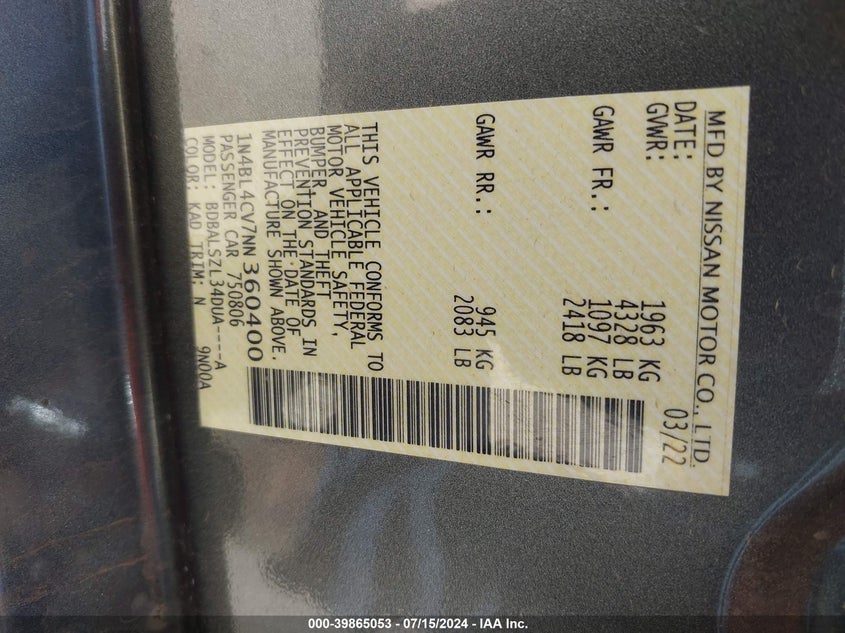 MFD BY NISSAN MOTOR CO., LTD.
DATE: 03/22
GVWR: 1963 KG
4328 LB
GAWR FR.: 1097 KG
2418 LB
GAWR RR.: 945 KG
2083 LB
THIS VEHICLE CONFORMS TO
ALL APPLICABLE FEDERAL
MOTOR VEHICLE SAFETY,
BUMPER, AND THEFT
PREVENTION STANDARDS IN
EFFECT ON THE DATE OF
MANUFACTURE SHOWN ABOVE.
1N4BL4CV7NN360400
PASSENGER CAR 750806
MODEL: BDBALSZL34DUA----A
COLOR: KAD TRIM: N 9N00A
000-39865053 - 07/15/2024 - IAA Inc.